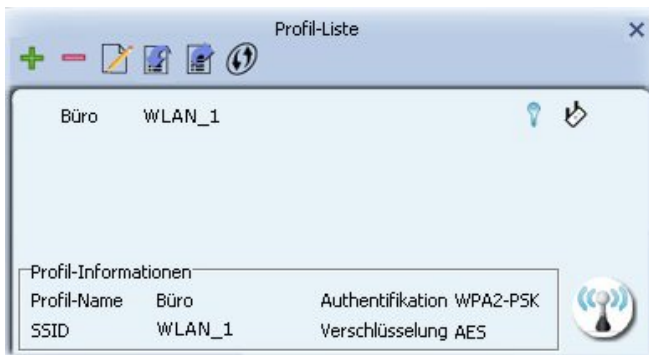 Profil-Liste
Büro WLAN_1
Profil-Informationen
Profil-Name Büro Authentifikation WPA2-PSK
SSID WLAN_1 Verschlüsselung AES